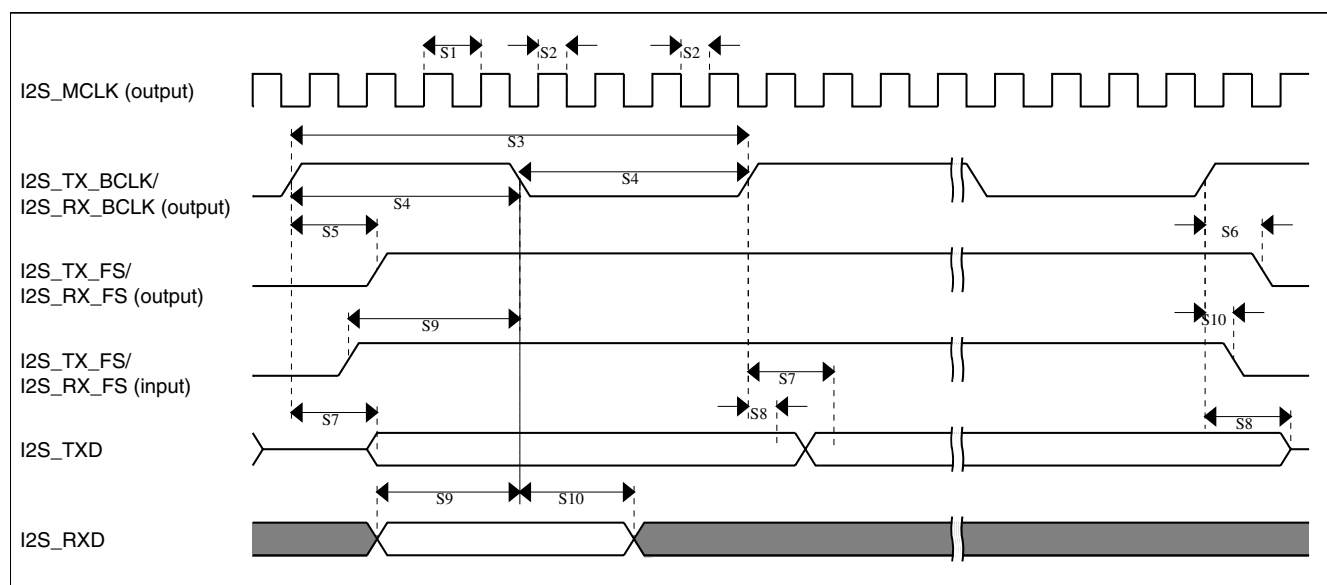 S1 S2 S2
I2S_MCLK (output)
S3
I2S_TX_BCLK/
I2S_RX_BCLK (output)
S4
S4
S5 S6
I2S_TX_FS/
I2S_RX_FS (output)
S9 S10
I2S_TX_FS/
I2S_RX_FS (input)
S7
S7 S8 S8
I2S_TXD
S9 S10
I2S_RXD